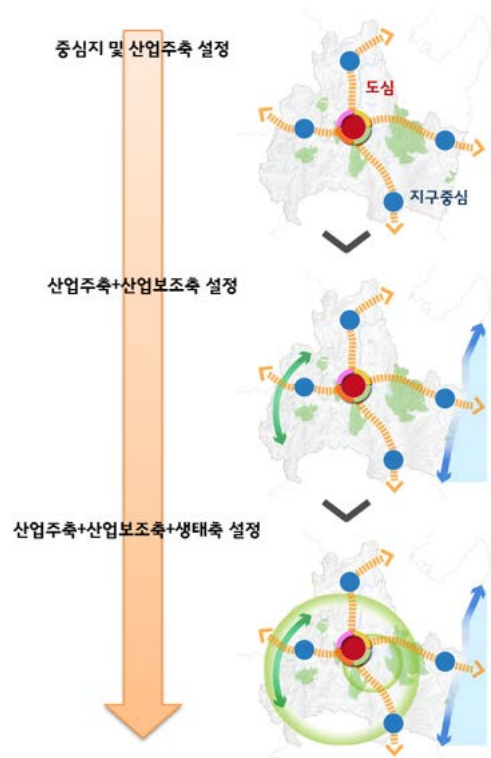 중심지 및 산업주축 설정
도심
지구중심
산업주축+산업보조축 설정
산업주축+산업보조축+생태축 설정